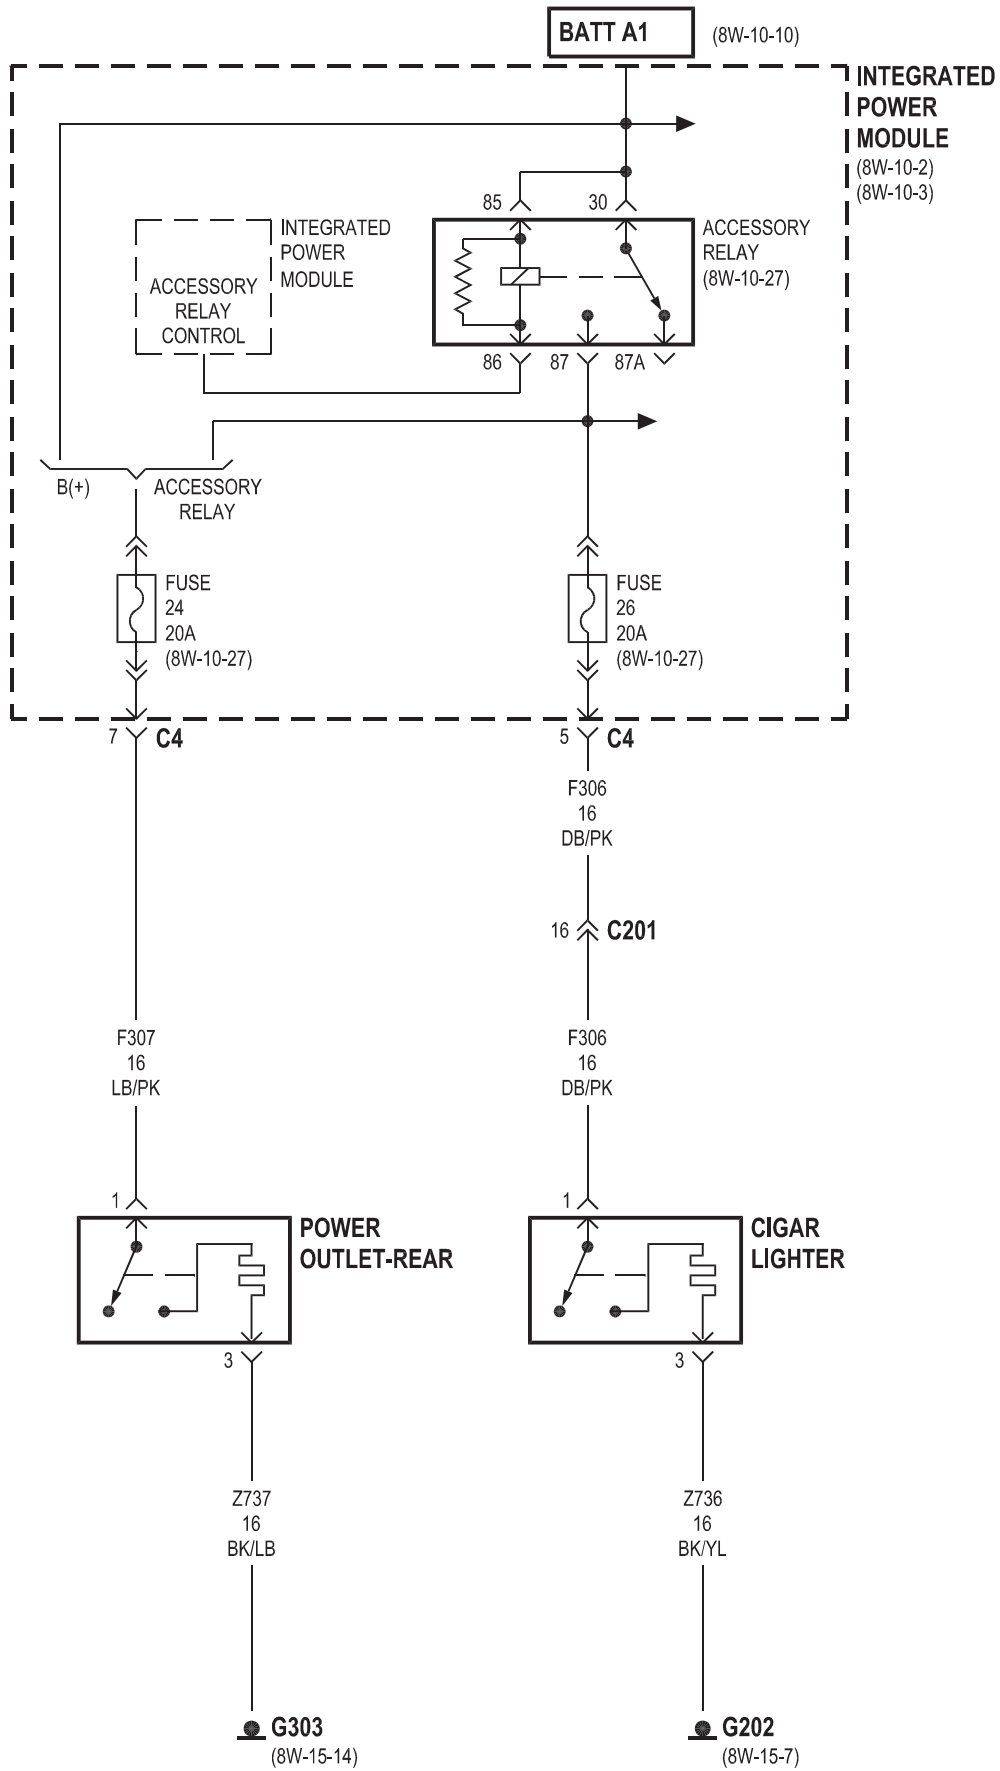 BATT A1
(8W-10-10)
INTEGRATED
POWER
MODULE
(8W-10-2)
(8W-10-3)
85
30
INTEGRATED
POWER
MODULE
ACCESSORY
RELAY
CONTROL
ACCESSORY
RELAY
(8W-10-27)
86
87
87A
B(+)
ACCESSORY
RELAY
FUSE
24
20A
(8W-10-27)
FUSE
26
20A
(8W-10-27)
7
C4
5
C4
F306
16
DB/PK
16
C201
F307
16
LB/PK
F306
16
DB/PK
1
POWER
OUTLET-REAR
1
CIGAR
LIGHTER
3
3
Z737
16
BK/LB
Z736
16
BK/YL
G303
(8W-15-14)
G202
(8W-15-7)